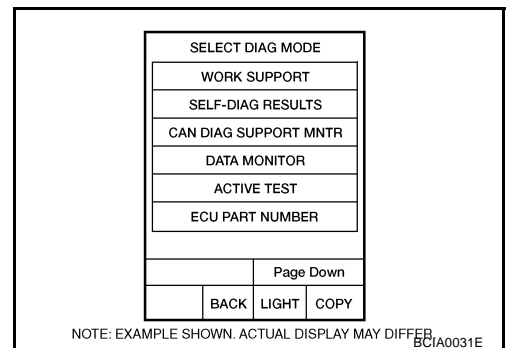 SELECT DIAG MODE
WORK SUPPORT
SELF-DIAG RESULTS
CAN DIAG SUPPORT MNTR
DATA MONITOR
ACTIVE TEST
ECU PART NUMBER
Page Down
BACK LIGHT COPY
NOTE: EXAMPLE SHOWN. ACTUAL DISPLAY MAY DIFFER.
BCIA0031E